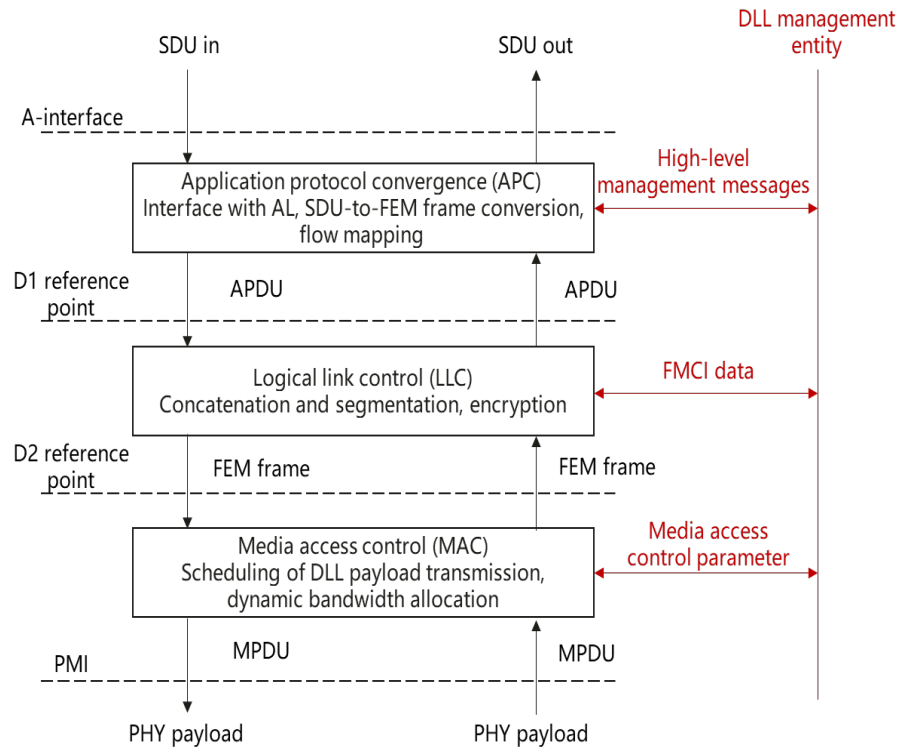 DLL management
entity
SDU in
SDU out
A-interface
High-level
management messages
Application protocol convergence (APC)
Interface with AL, SDU-to-FEM frame conversion,
flow mapping
D1 reference
point
APDU
APDU
Logical link control (LLC)
Concatenation and segmentation, encryption
FMCI data
D2 reference
point
FEM frame
FEM frame
Media access control (MAC)
Scheduling of DLL payload transmission,
dynamic bandwidth allocation
Media access
control parameter
MPDU
MPDU
PMI
PHY payload
PHY payload